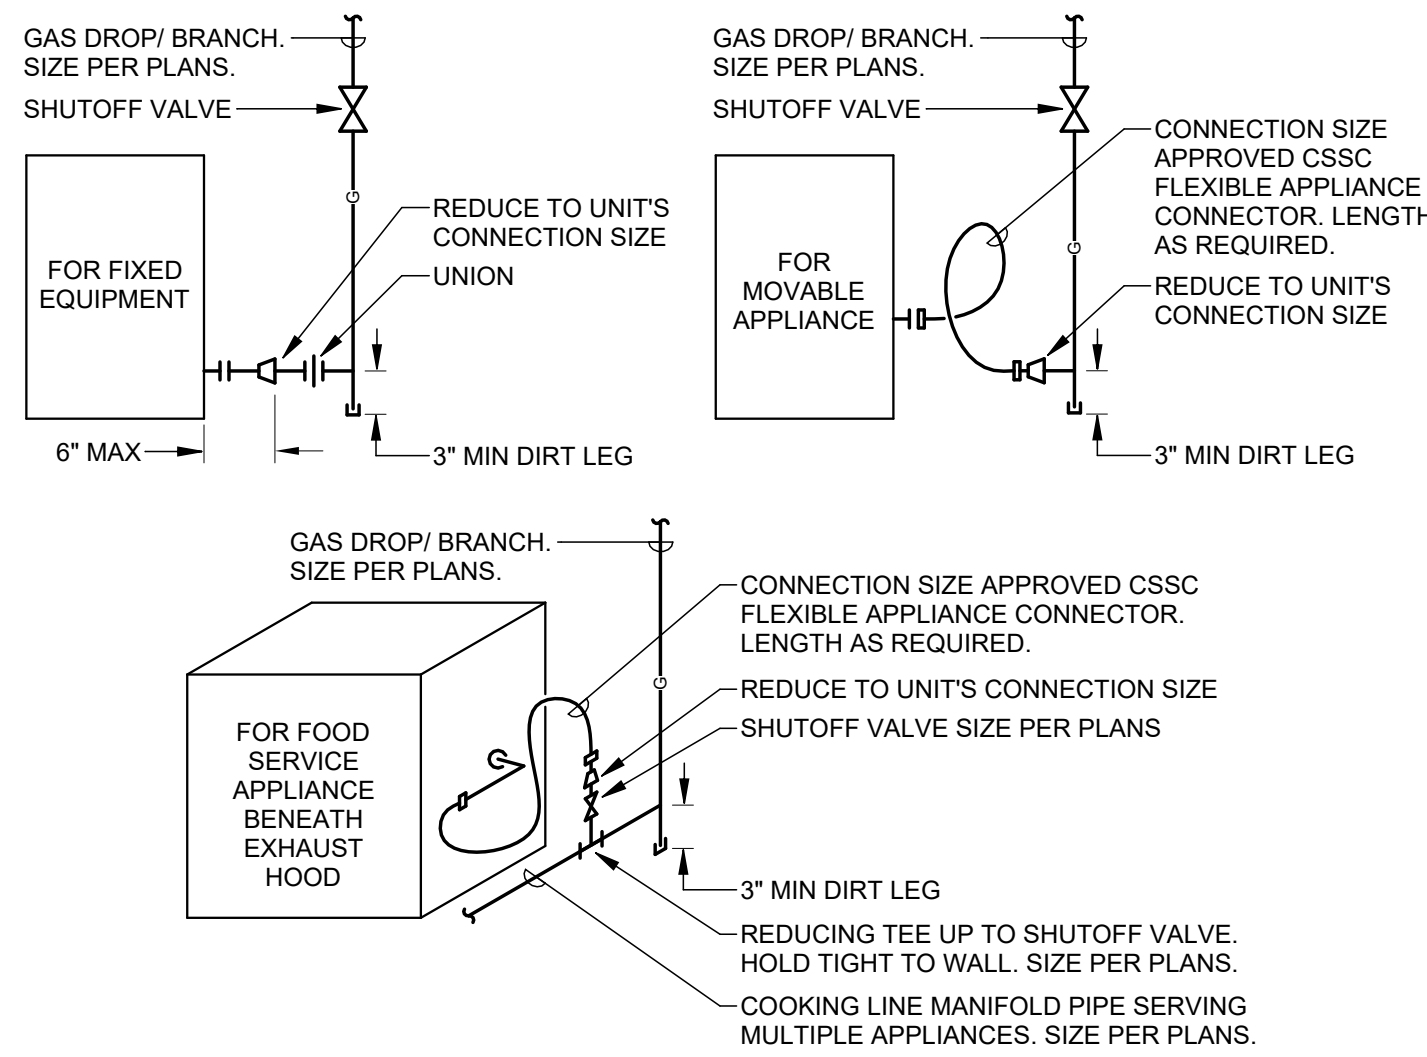 GAS DROP/ BRANCH.
SIZE PER PLANS.
SHUTOFF VALVE
FOR FIXED
EQUIPMENT
G
REDUCE TO UNIT'S
CONNECTION SIZE
UNION
6" MAX
3" MIN DIRT LEG
GAS DROP/ BRANCH.
SIZE PER PLANS.
SHUTOFF VALVE
FOR
MOVABLE
APPLIANCE
G
CONNECTION SIZE
APPROVED CSSC
FLEXIBLE APPLIANCE
CONNECTOR. LENGTH
AS REQUIRED.
REDUCE TO UNIT'S
CONNECTION SIZE
3" MIN DIRT LEG
GAS DROP/ BRANCH.
SIZE PER PLANS.
FOR FOOD
SERVICE
APPLIANCE
BENEATH
EXHAUST
HOOD
G
CONNECTION SIZE APPROVED CSSC
FLEXIBLE APPLIANCE CONNECTOR.
LENGTH AS REQUIRED.
REDUCE TO UNIT'S CONNECTION SIZE
SHUTOFF VALVE SIZE PER PLANS
3" MIN DIRT LEG
REDUCING TEE UP TO SHUTOFF VALVE.
HOLD TIGHT TO WALL. SIZE PER PLANS.
COOKING LINE MANIFOLD PIPE SERVING
MULTIPLE APPLIANCES. SIZE PER PLANS.